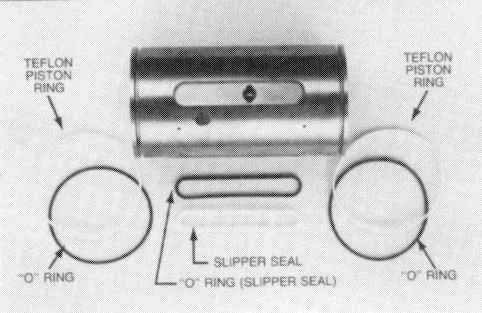 TEFLON
PISTON
RING
TEFLON
PISTON
RING
SLIPPER SEAL
"O" RING (SLIPPER SEAL)
"O" RING
"O" RING